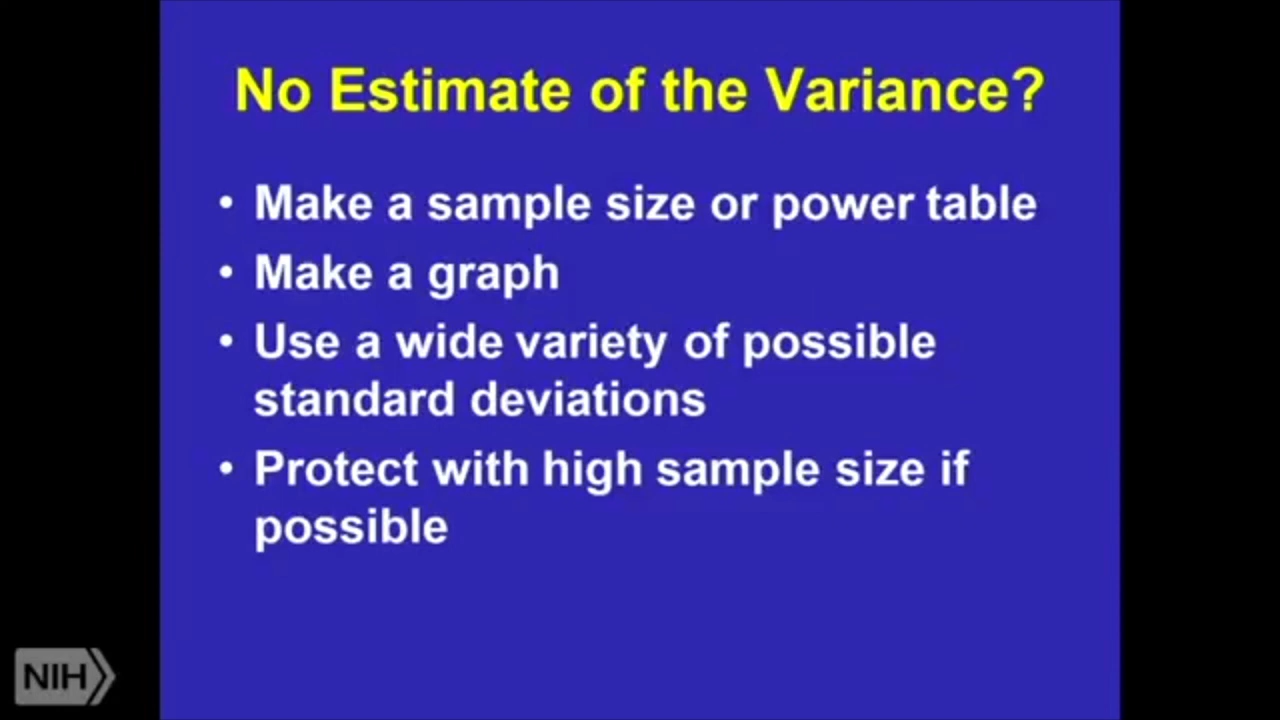 No Estimate of the Variance?
• Make a sample size or power table
• Make a graph
• Use a wide variety of possible
standard deviations
• Protect with high sample size if
possible
NIH